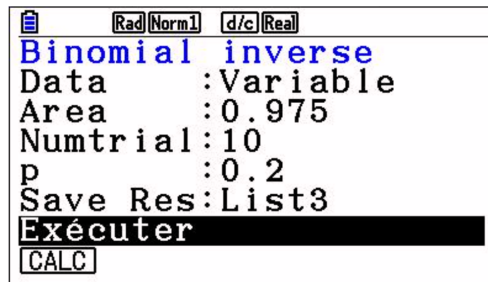 Rad Norm1 d/c Real
Binomial inverse
Data :Variable
Area :0.975
Numtrial:10
p :0.2
Save Res:List3
Exécuter
CALC